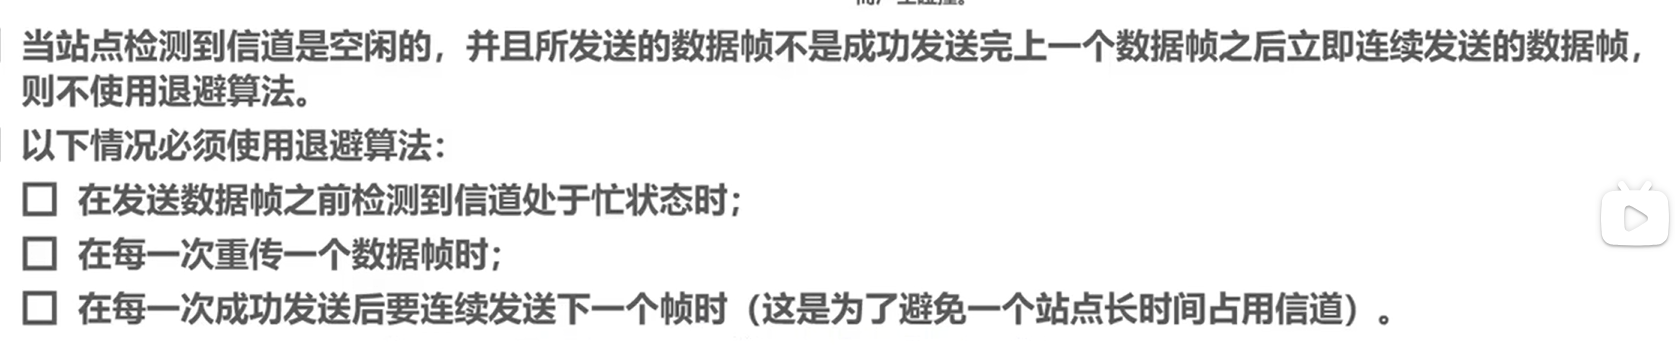 当站点检测到信道是空闲的，并且所发送的数据帧不是成功发送完上一个数据帧之后立即连续发送的数据帧，
则不使用退避算法。
以下情况必须使用退避算法：
在发送数据帧之前检测到信道处于忙状态时；
在每一次重传一个数据帧时；
在每一次成功发送后要连续发送下一个帧时（这是为了避免一个站点长时间占用信道）。